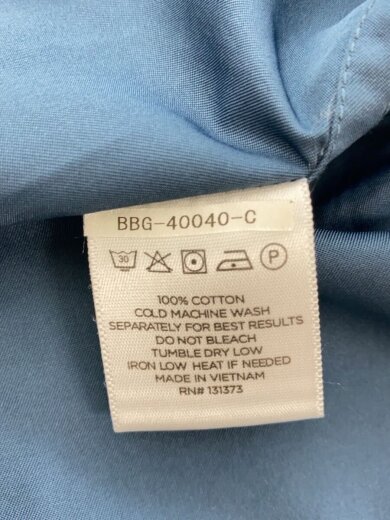 BBG-40040-C
30 P
100% COTTON
COLD MACHINE WASH
SEPARATELY FOR BEST RESULTS
DO NOT BLEACH
TUMBLE DRY LOW
IRON LOW HEAT IF NEEDED
MADE IN VIETNAM
RN# 131373